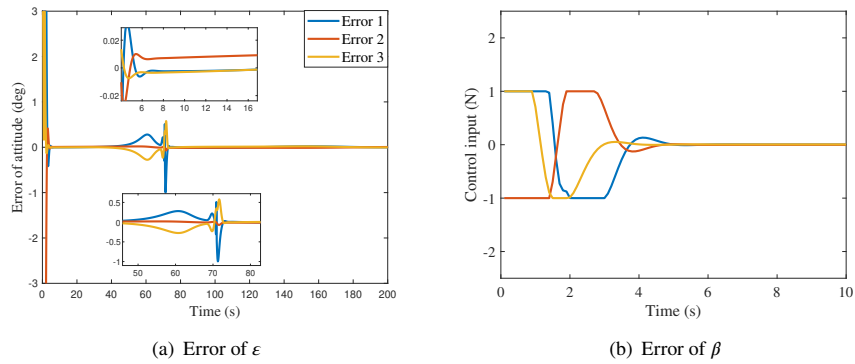 3
2
1
0
-1
-2
-3
Error of attitude (deg)
0 20 40 60 80 100 120 140 160 180 200
Time (s)
0.02
0
-0.02
6 8 10 12 14 16
Error 1
Error 2
Error 3
0.5
0
-0.5
-1
50 60 70 80
(a) Error of ε
2
1
0
-1
-2
Control input (N)
0 2 4 6 8 10
Time (s)
(b) Error of β